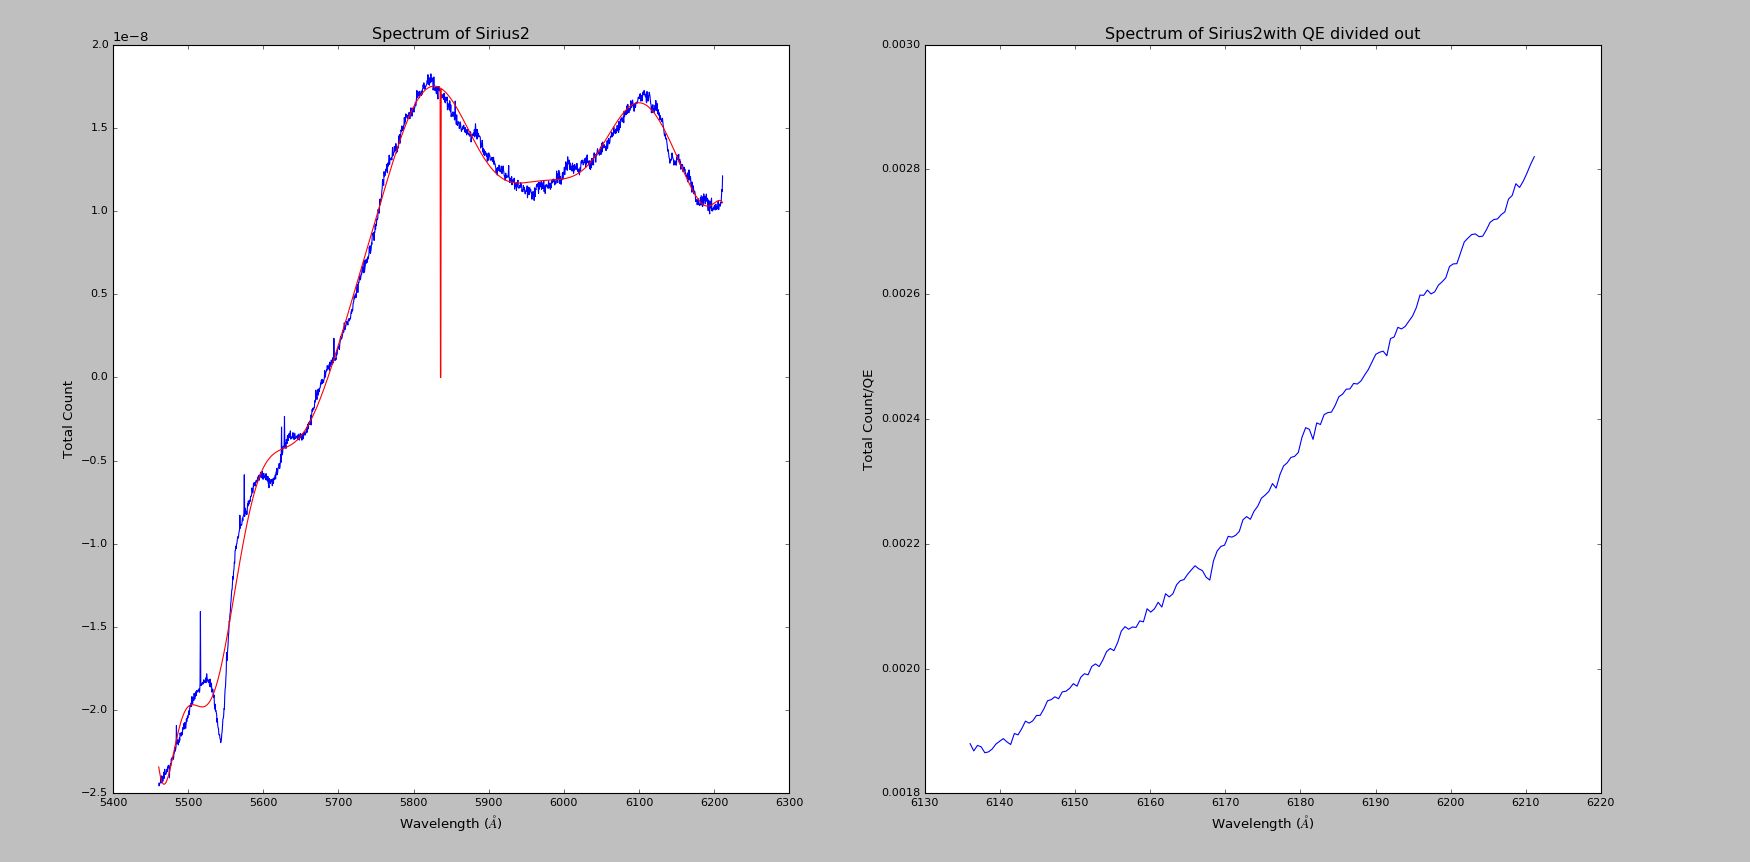 Spectrum of Sirius2
1e−8
2.0
1.5
1.0
0.5
0.0
−0.5
−1.0
−1.5
−2.0
−2.5
Total Count
5400 5500 5600 5700 5800 5900 6000 6100 6200 6300
Wavelength (Å)
Spectrum of Sirius2with QE divided out
0.0030
0.0028
0.0026
0.0024
0.0022
0.0020
0.0018
Total Count/QE
6130 6140 6150 6160 6170 6180 6190 6200 6210 6220
Wavelength (Å)